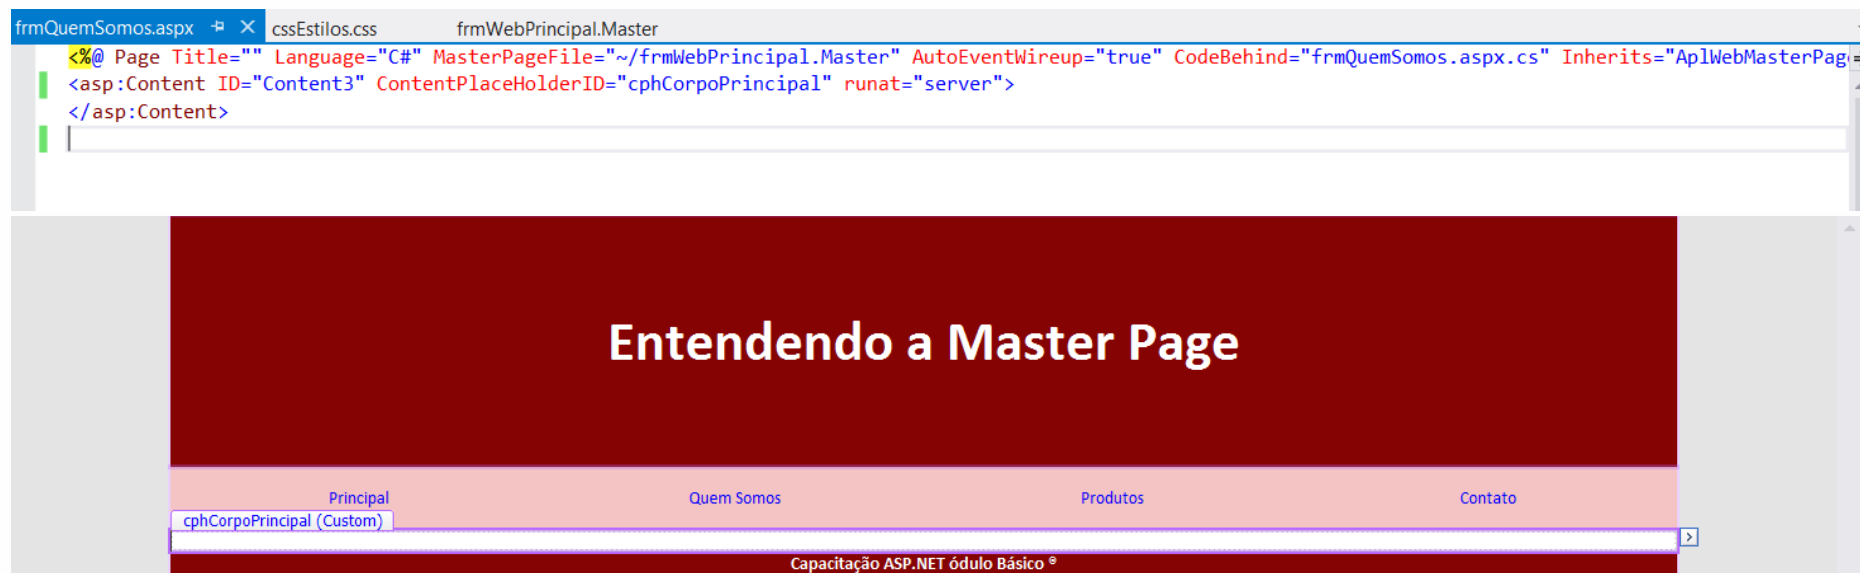 frmQuemSomos.aspx cssEstilos.css frmWebPrincipal.Master
<%@ Page Title="" Language="C#" MasterPageFile="~/frmWebPrincipal.Master" AutoEventWireup="true" CodeBehind="frmQuemSomos.aspx.cs" Inherits="AplWebMasterPag
<asp:Content ID="Content3" ContentPlaceHolderID="cphCorpoPrincipal" runat="server">
</asp:Content>
Entendendo a Master Page
Principal Quem Somos Produtos Contato
cphCorpoPrincipal (Custom)
Capacitação ASP.NET ódulo Básico ®